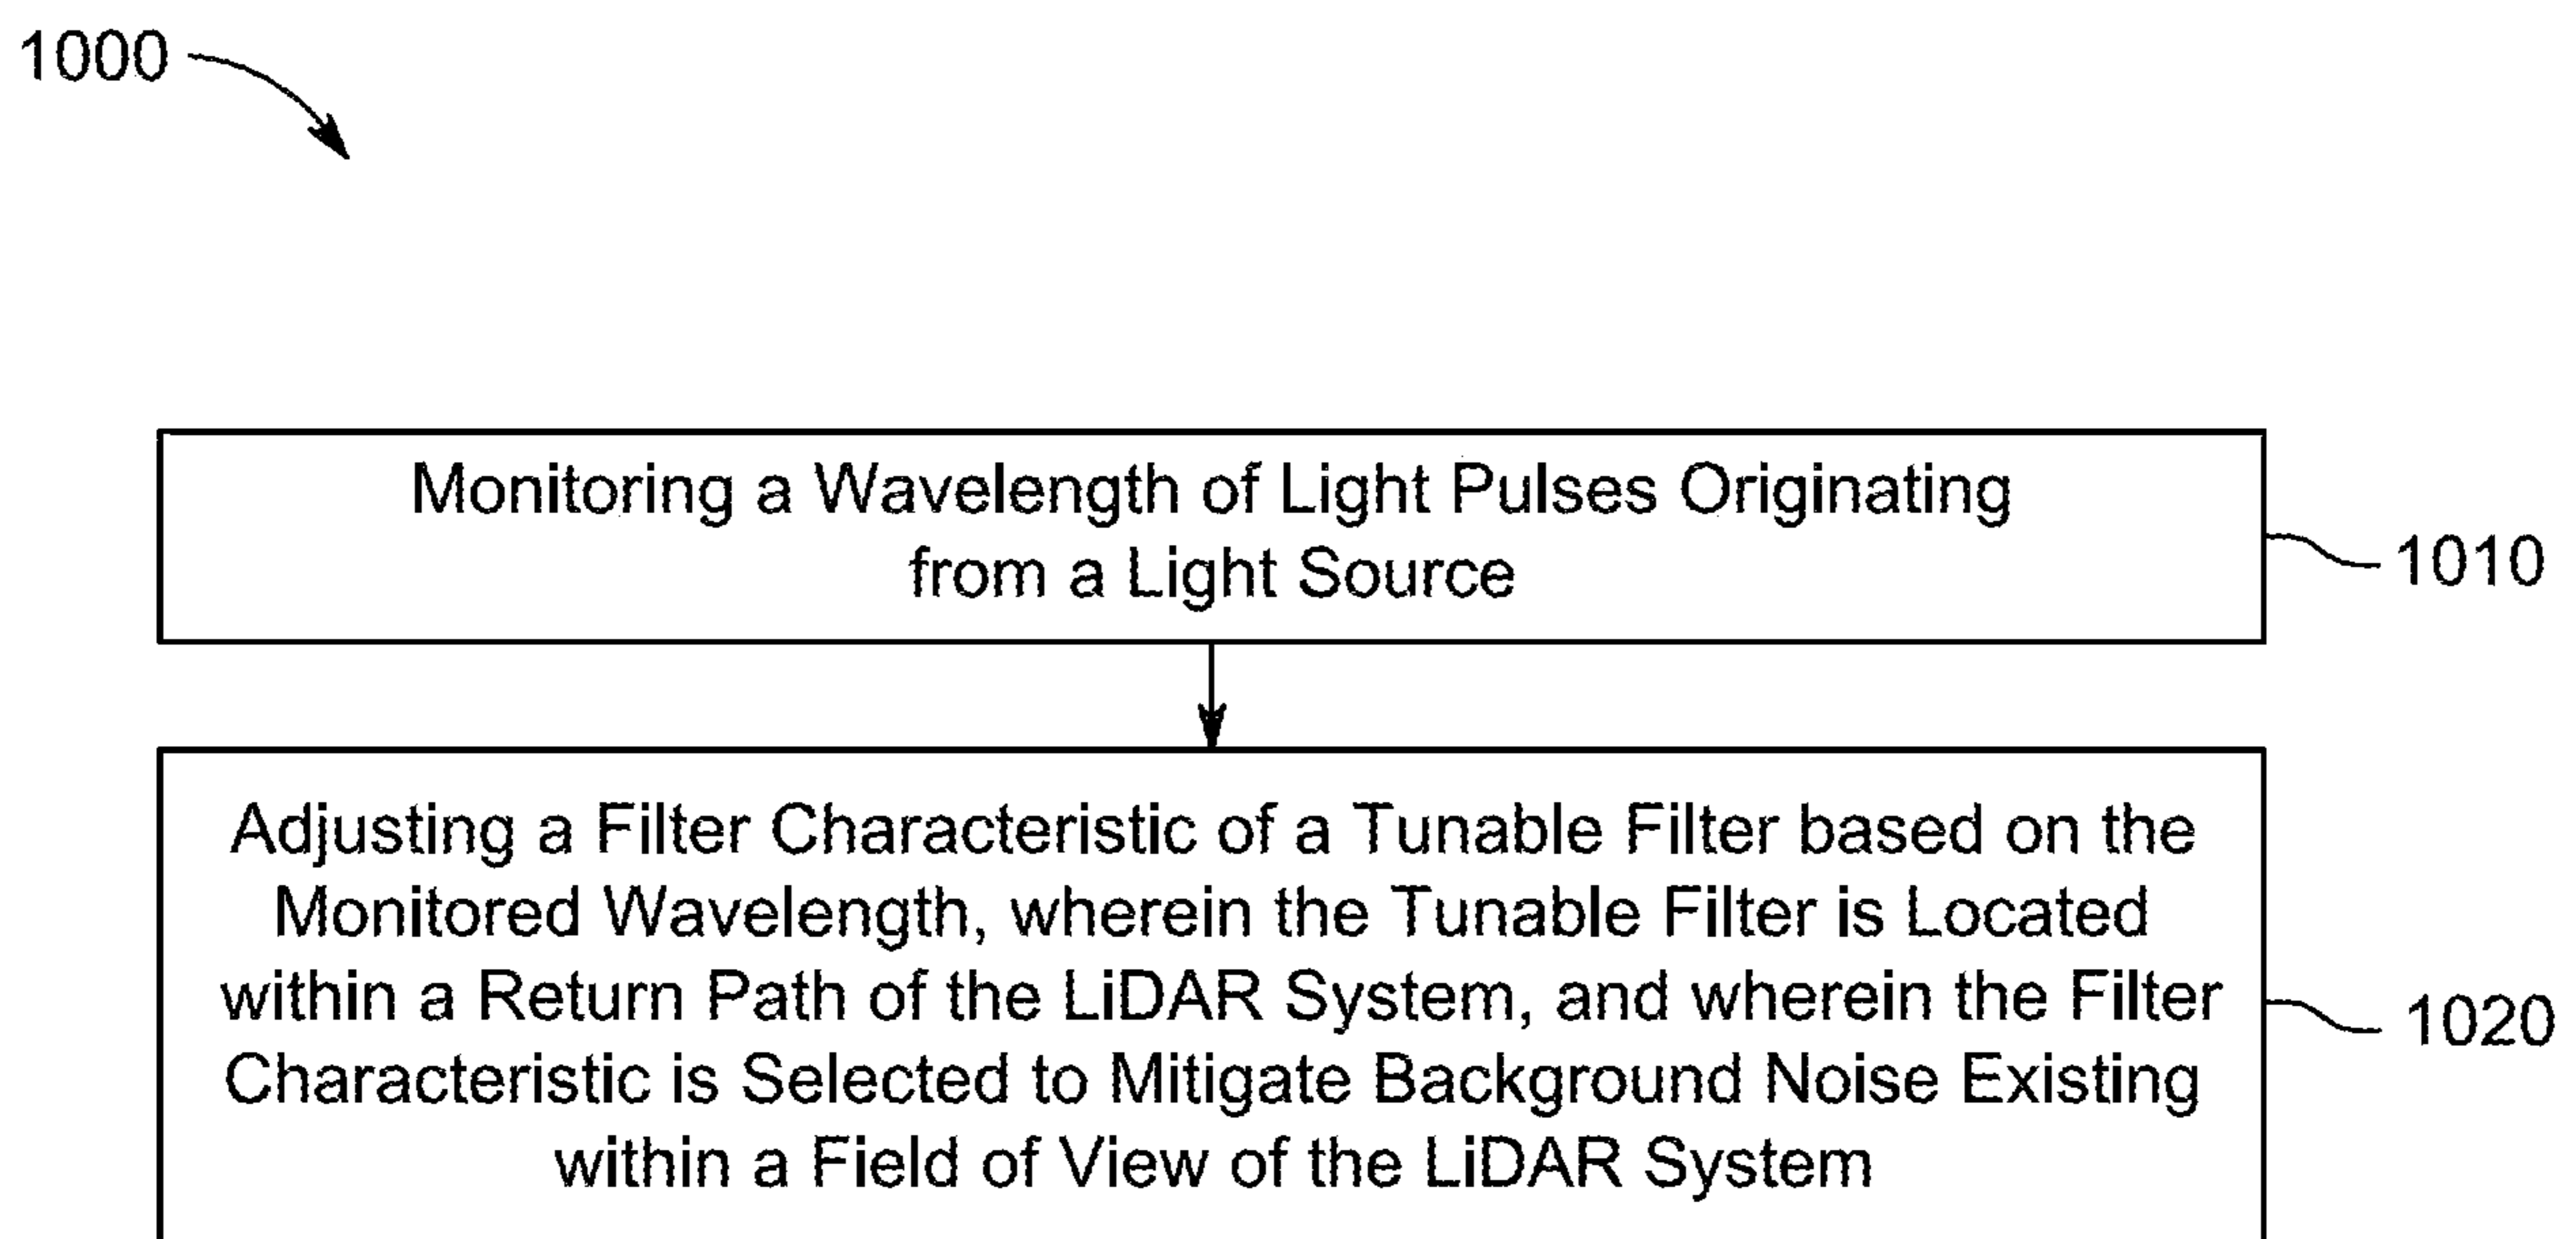 1000
Monitoring a Wavelength of Light Pulses Originating
from a Light Source
1010
Adjusting a Filter Characteristic of a Tunable Filter based on the
Monitored Wavelength, wherein the Tunable Filter is Located
within a Return Path of the LiDAR System, and wherein the Filter
Characteristic is Selected to Mitigate Background Noise Existing
within a Field of View of the LiDAR System
1020